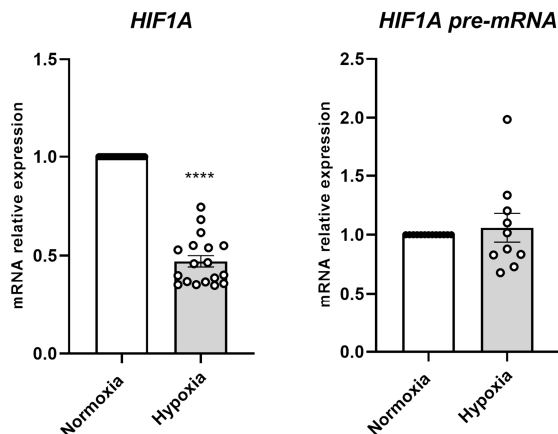 HIF1A
mRNA relative expression
1.5
1.0
0.5
0.0
****
Normoxia
Hypoxia
HIF1A pre-mRNA
mRNA relative expression
2.5
2.0
1.5
1.0
0.5
0.0
Normoxia
Hypoxia